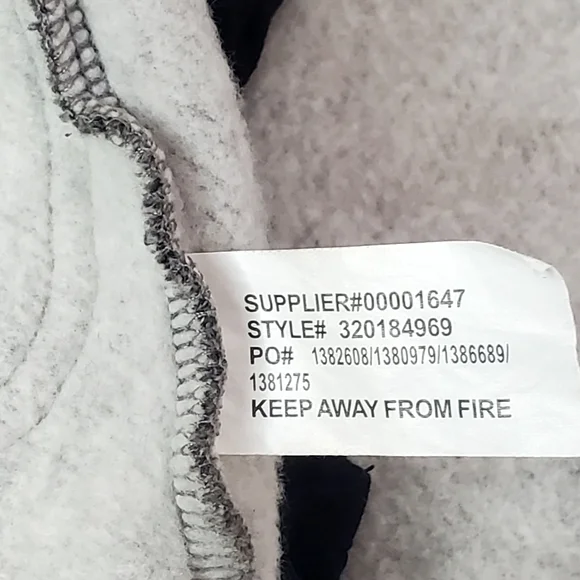 SUPPLIER#00001647
STYLE# 320184969
PO# 1382608/1380979/1386689/
1381275
KEEP AWAY FROM FIRE